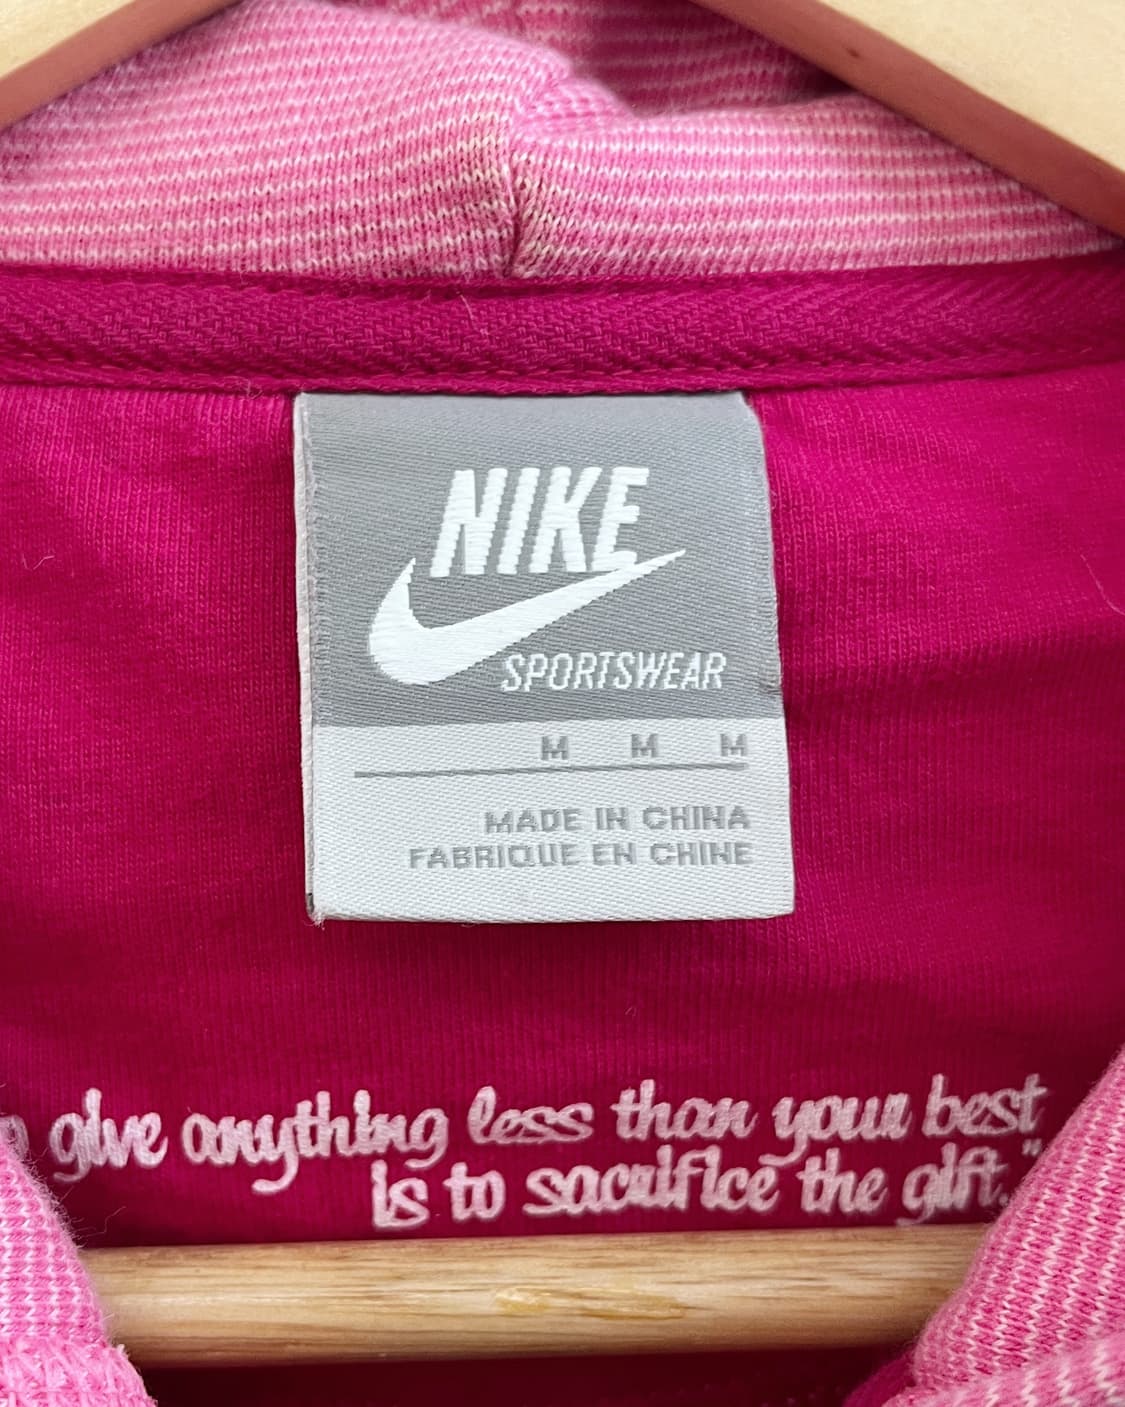 NIKE
SPORTSWEAR
M M M
MADE IN CHINA
FABRIQUE EN CHINE
give anything less than your best
is to sacrifice the gift."